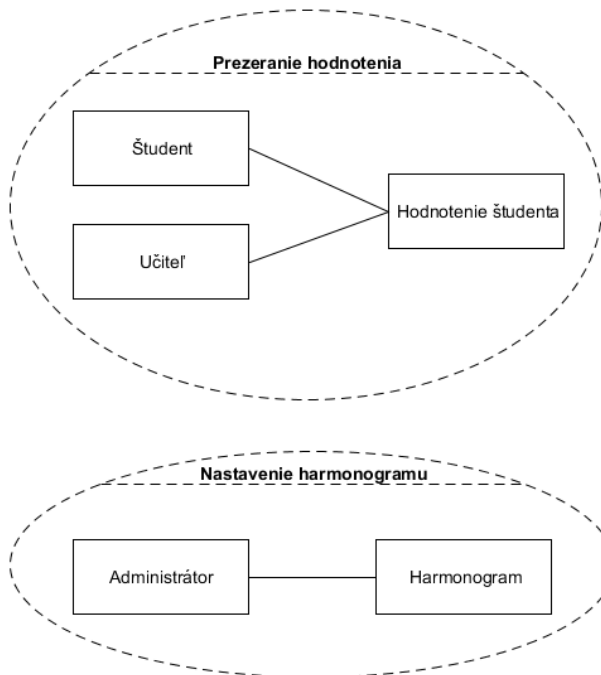 Prezeranie hodnotenia
Študent
Hodnotenie študenta
Učiteľ
Nastavenie harmonogramu
Administrátor
Harmonogram